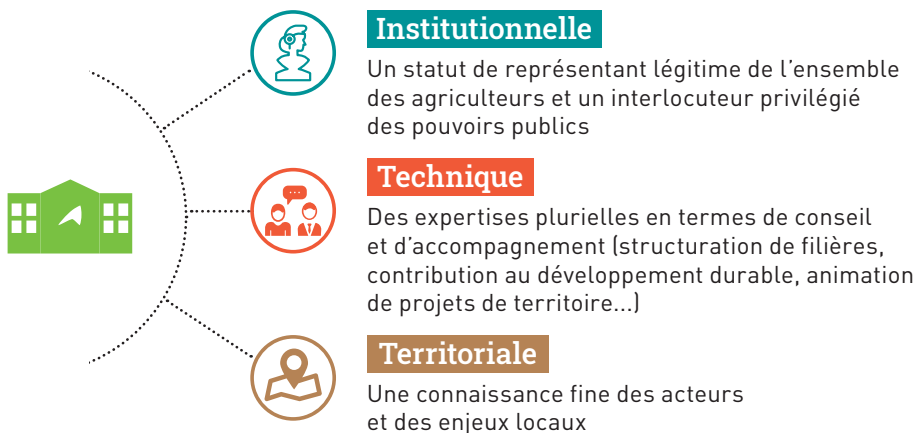 Institutionnelle
Un statut de représentant légitime de l'ensemble
des agriculteurs et un interlocuteur privilégié
des pouvoirs publics
Technique
Des expertises plurielles en termes de conseil
et d'accompagnement (structuration de filières,
contribution au développement durable, animation
de projets de territoire...)
Territoriale
Une connaissance fine des acteurs
et des enjeux locaux